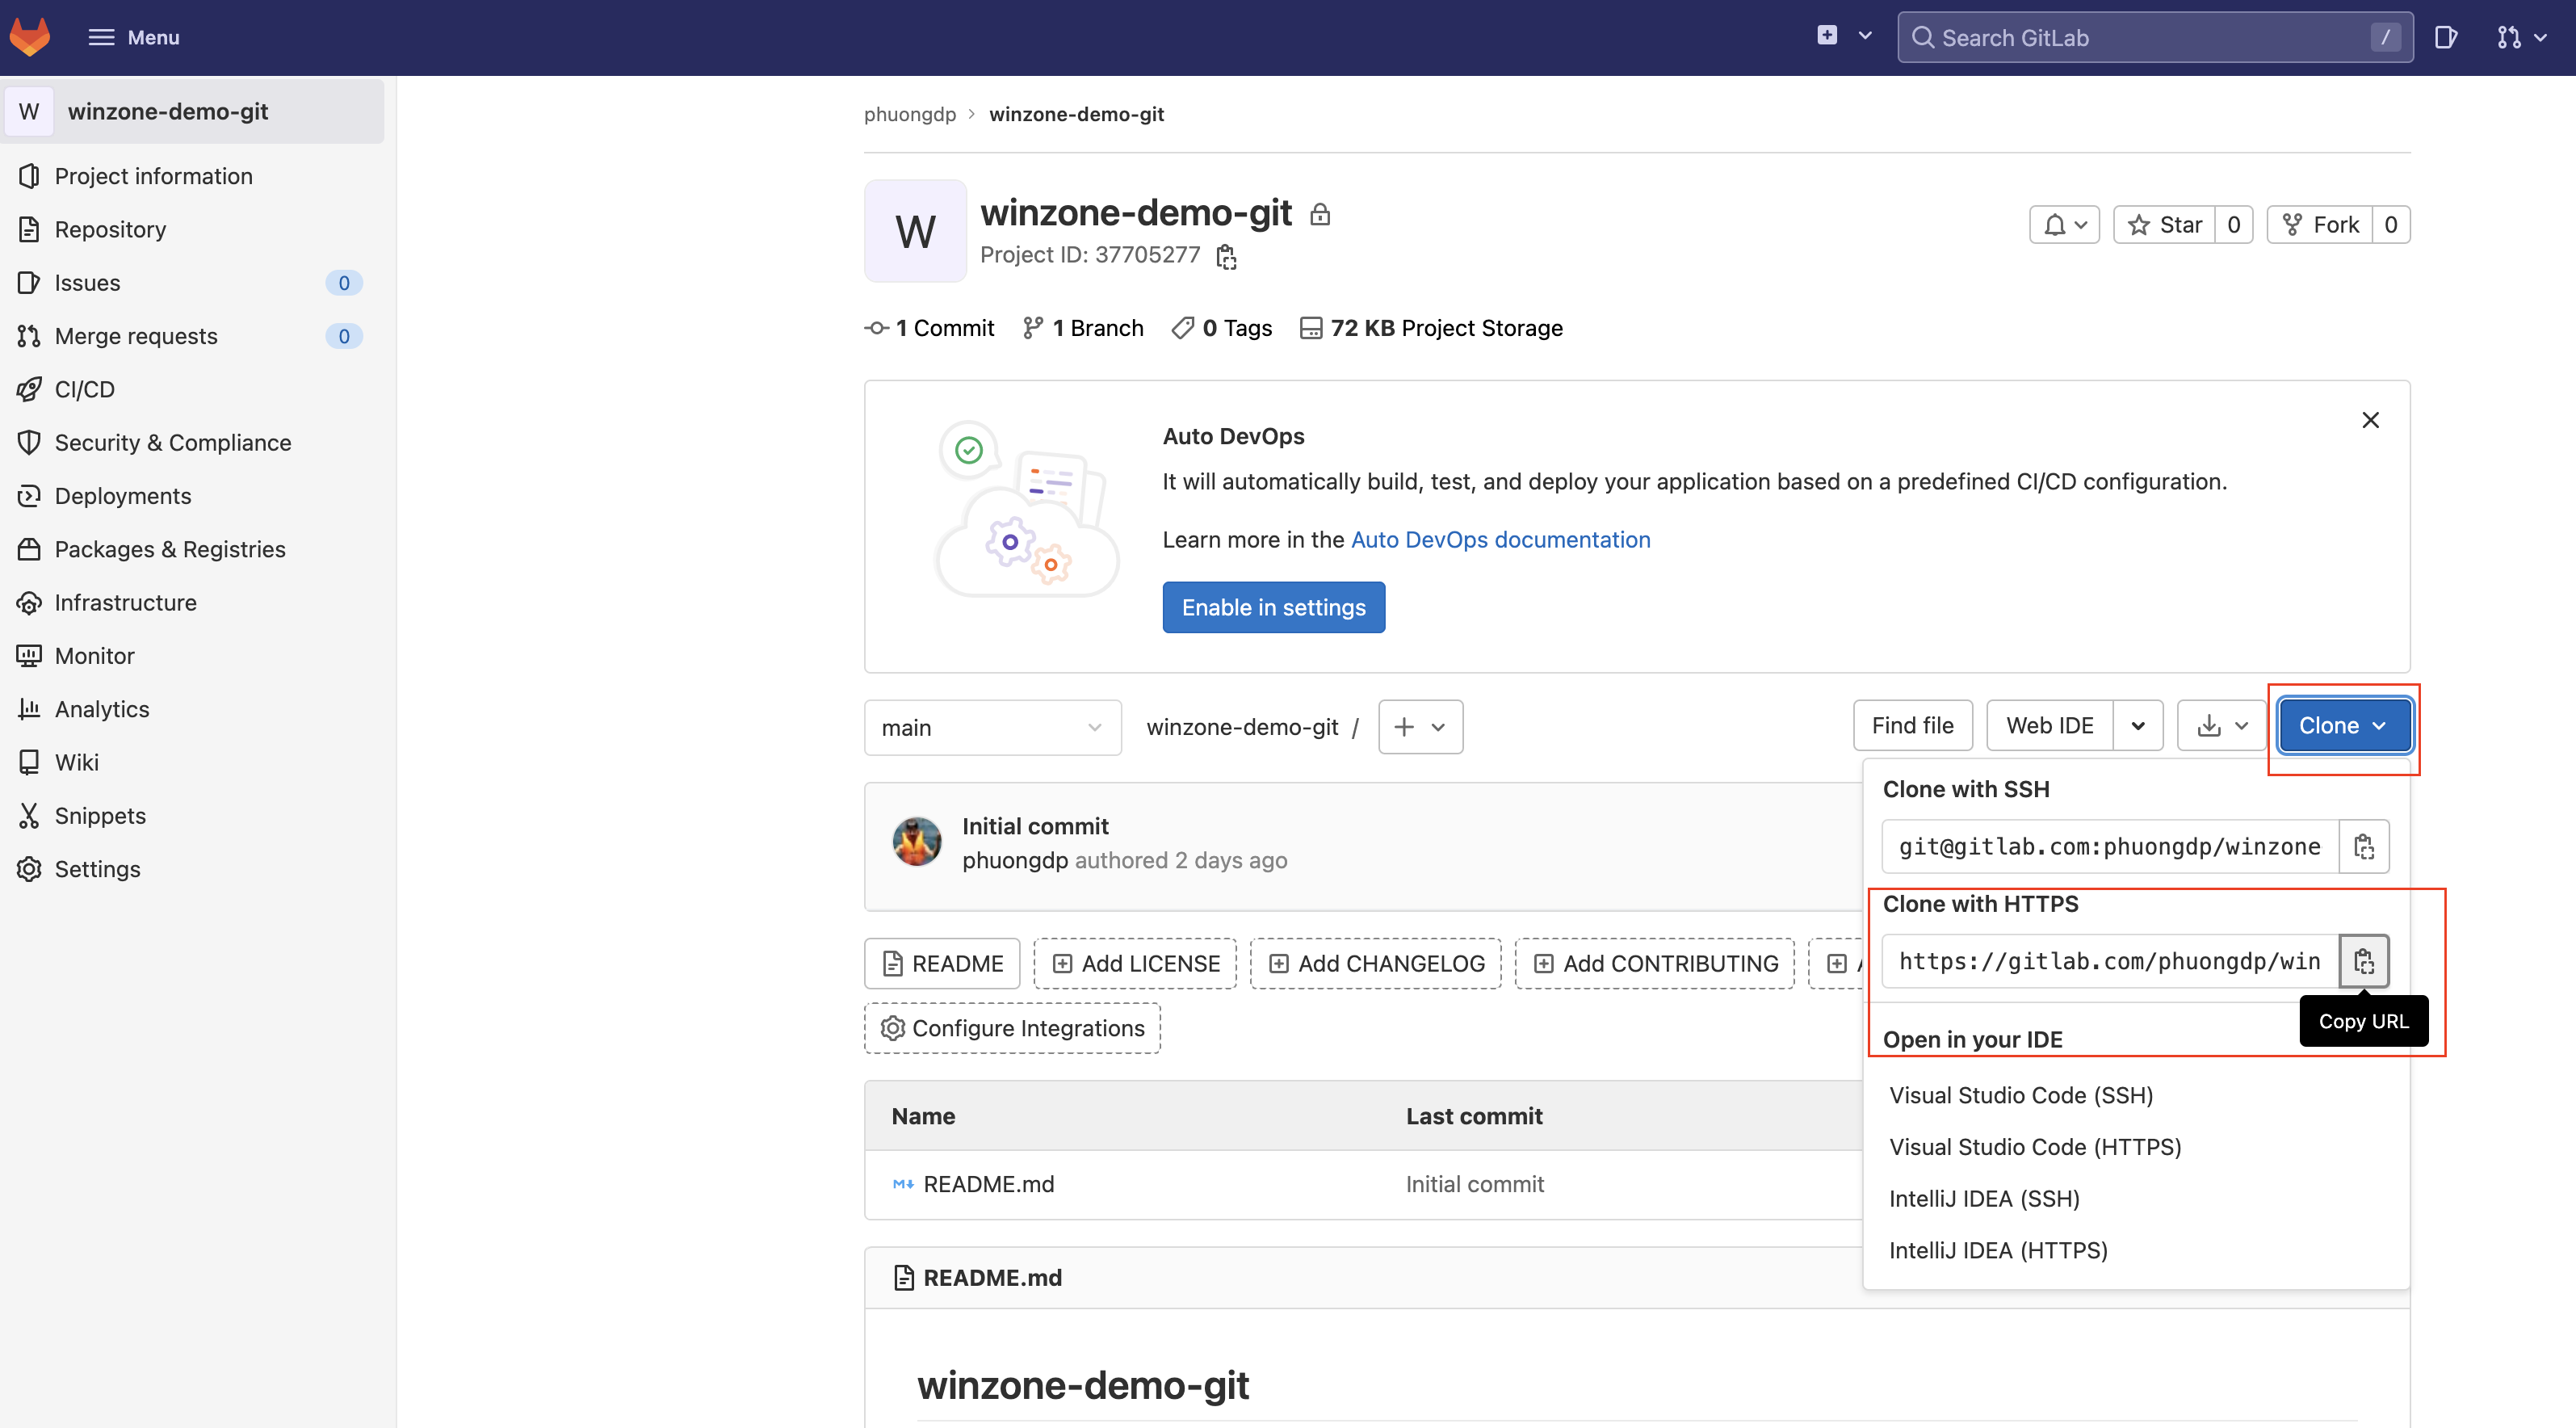 Menu
Search GitLab /
W winzone-demo-git
Project information
Repository
Issues 0
Merge requests 0
CI/CD
Security & Compliance
Deployments
Packages & Registries
Infrastructure
Monitor
Analytics
Wiki
Snippets
Settings
phuongdp > winzone-demo-git
W
winzone-demo-git
Project ID: 37705277
Star 0 Fork 0
1 Commit 1 Branch 0 Tags 72 KB Project Storage
Auto DevOps
It will automatically build, test, and deploy your application based on a predefined CI/CD configuration.
Learn more in the Auto DevOps documentation
Enable in settings
main winzone-demo-git / Find file Web IDE Clone
Initial commit
phuongdp authored 2 days ago
README Add LICENSE Add CHANGELOG Add CONTRIBUTING
Configure Integrations
Name Last commit
README.md Initial commit
README.md
winzone-demo-git
Clone with SSH
git@gitlab.com:phuongdp/winzone
Clone with HTTPS
https://gitlab.com/phuongdp/win
Copy URL
Open in your IDE
Visual Studio Code (SSH)
Visual Studio Code (HTTPS)
IntelliJ IDEA (SSH)
IntelliJ IDEA (HTTPS)